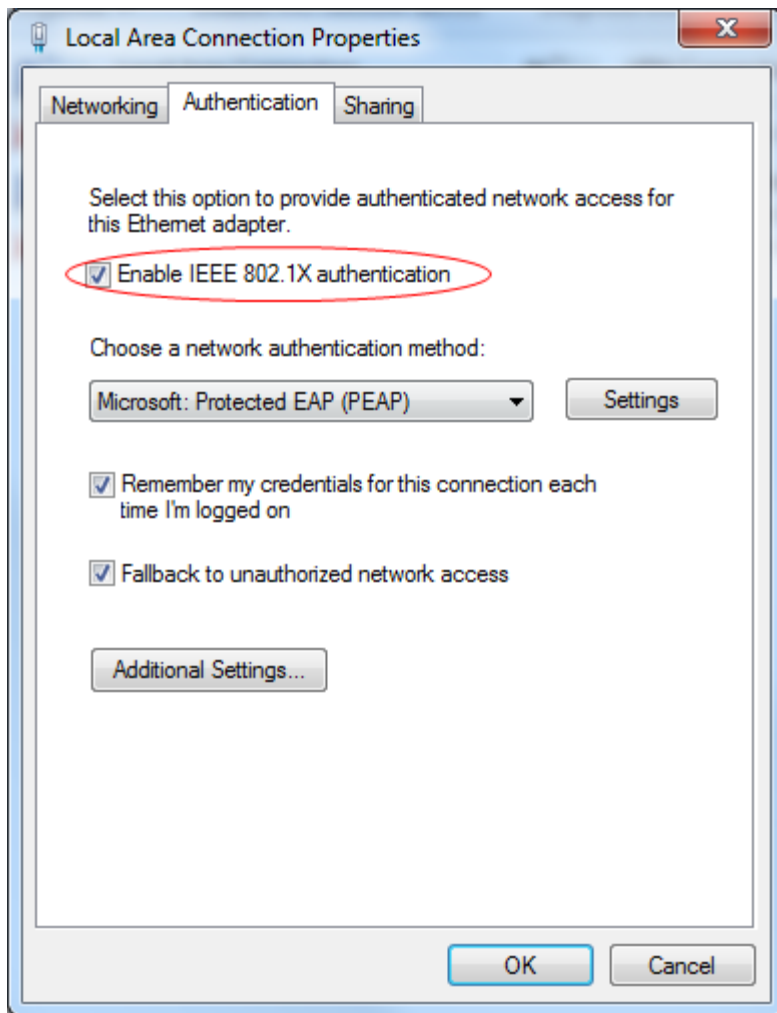 Local Area Connection Properties
Networking
Authentication
Sharing
Select this option to provide authenticated network access for
this Ethernet adapter.
Enable IEEE 802.1X authentication
Choose a network authentication method:
Microsoft: Protected EAP (PEAP)
Settings
Remember my credentials for this connection each
time I'm logged on
Fallback to unauthorized network access
Additional Settings...
OK
Cancel